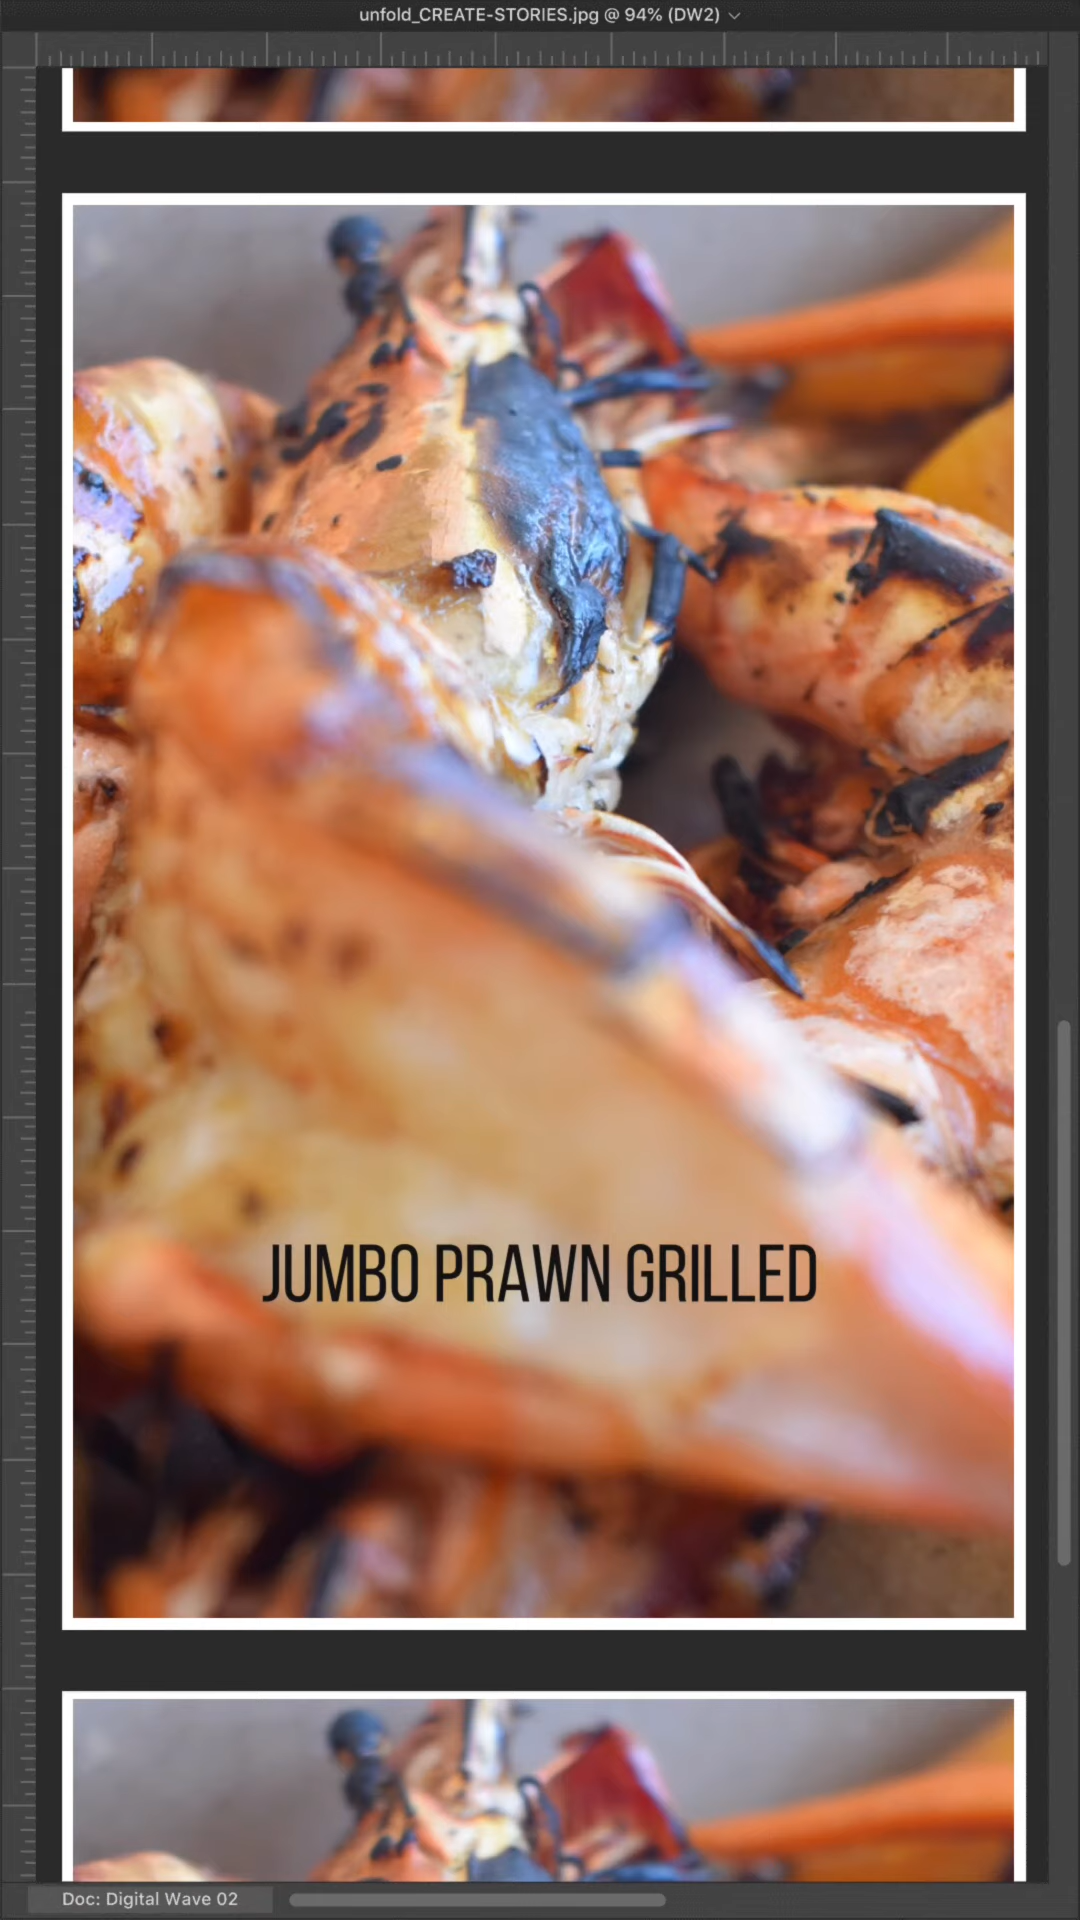 unfold_CREATE-STORIES.jpg @ 94% (DW2)
JUMBO PRAWN GRILLED
Doc: Digital Wave 02